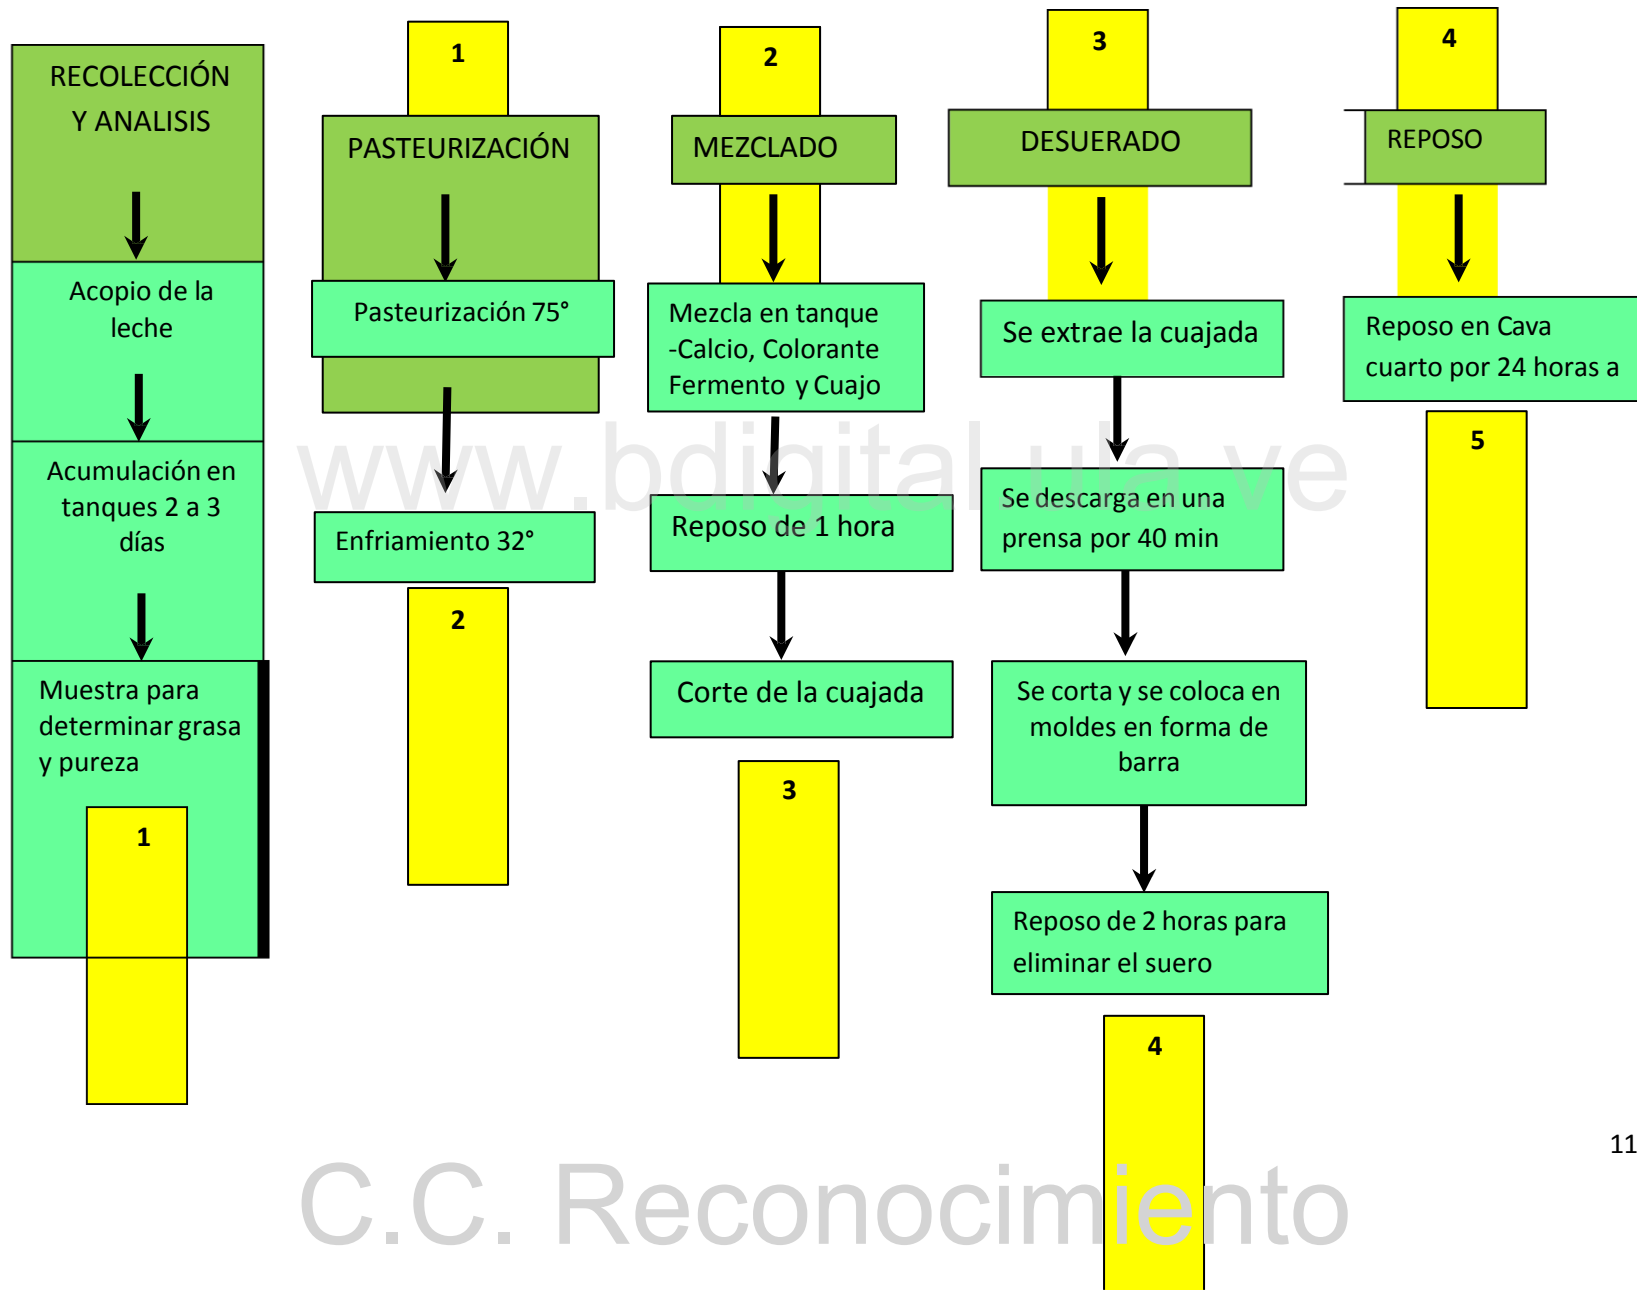 RECOLECCIÓN
Y ANALISIS
Acopio de la
leche
Acumulación en
tanques 2 a 3
días
Muestra para
determinar grasa
y pureza
1
1
PASTEURIZACIÓN
Pasteurización 75°
Enfriamiento 32°
2
2
MEZCLADO
Mezcla en tanque
-Calcio, Colorante
Fermento y Cuajo
Reposo de 1 hora
Corte de la cuajada
3
3
DESUERADO
Se extrae la cuajada
Se descarga en una
prensa por 40 min
Se corta y se coloca en
moldes en forma de
barra
Reposo de 2 horas para
eliminar el suero
4
4
REPOSO
Reposo en Cava
cuarto por 24 horas a
5
www.bdigital.ula.ve
11
C.C. Reconocimiento